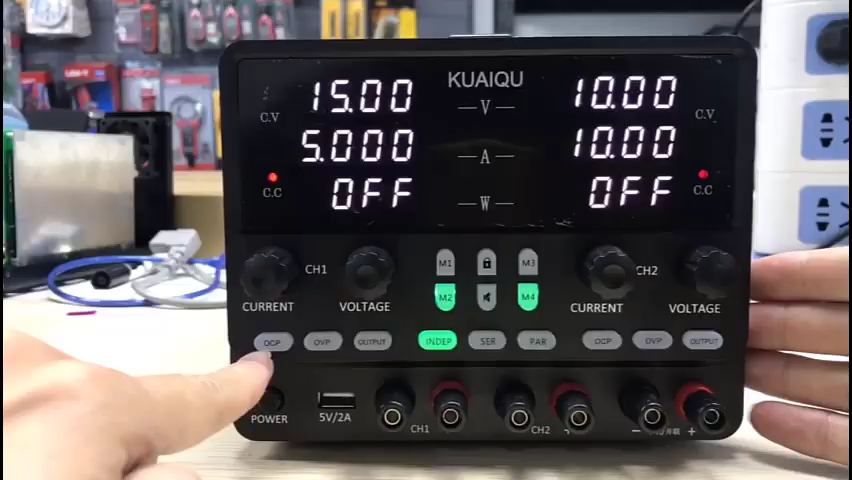 KUAIQU
15.00 V 10.00
C.V C.V
5.000 A 10.00
C.C C.C
OFF W OFF
M1 M3
CH1 CH2
M2 M4
CURRENT VOLTAGE CURRENT VOLTAGE
OCP OVP OUTPUT INDEP SER PAR OCP OVP OUTPUT
POWER 5V/2A CH1 CH2 − +